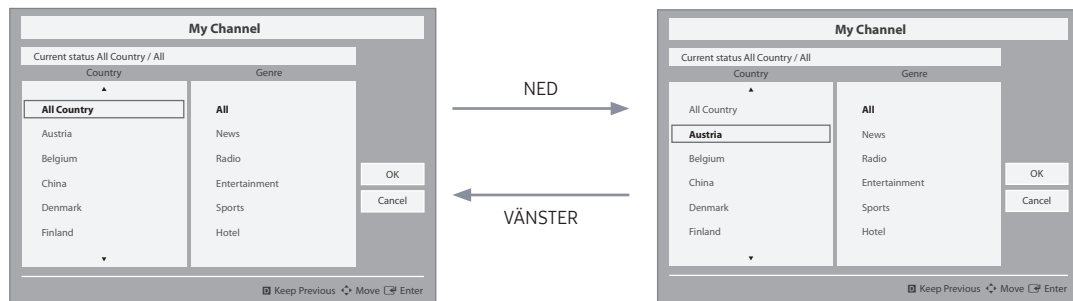 My Channel
Current status All Country / All
Country Genre
▲
All Country All
Austria News
Belgium Radio
China Entertainment
Denmark Sports
Finland Hotel
▼
OK
Cancel
D Keep Previous Move Enter
NED
VÄNSTER
My Channel
Current status All Country / All
Country Genre
▲
All Country All
Austria News
Belgium Radio
China Entertainment
Denmark Sports
Finland Hotel
▼
OK
Cancel
D Keep Previous Move Enter